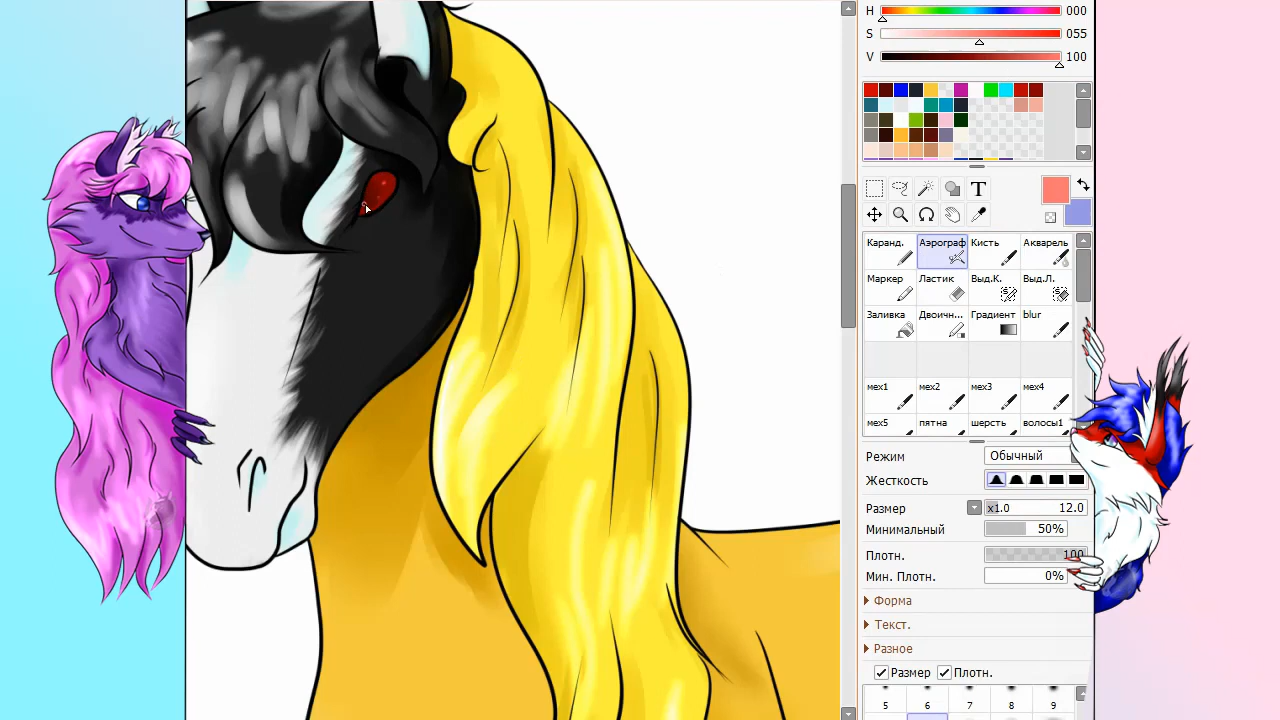 H 000
S 055
V 100
T
Каранд. Аэрограф Кисть Акварель
Маркер Ластик Выд.К. Выд.Л.
Заливка Двоичн... Градиент blur
мех1 мех2 мех3 мех4
мех5 пятна шерсть волосы1
Режим Обычный
Жесткость
Размер x1.0 12.0
Минимальный 50%
Плотн. 100
Мин. Плотн. 0%
Форма
Текст.
Разное
Размер Плотн.
5 6 7 8 9